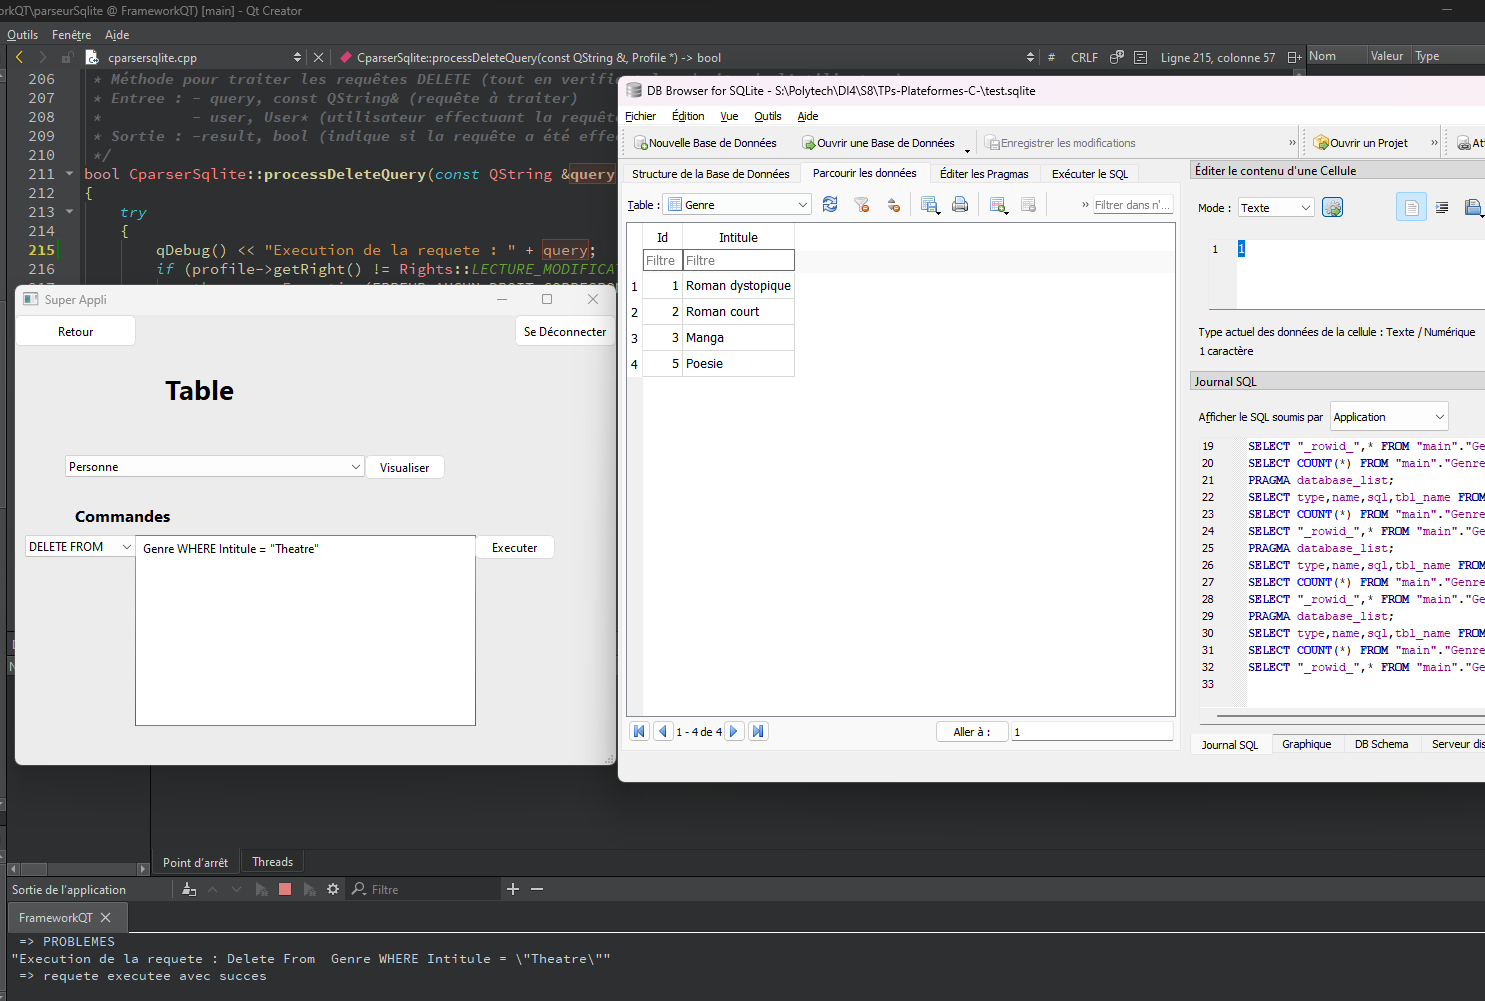 orkQT\parseurSqlite @ FrameworkQT) [main] - Qt Creator
Outils Fenêtre Aide
cparsersqlite.cpp
CparserSqlite::processDeleteQuery(const QString &, Profile *) -> bool
# CRLF Ligne 215, colonne 57
Nom Valeur Type
206 * Méthode pour traiter les requêtes DELETE (tout en
207 * Entree : - query, const QString& (requête à traiter)
208 * - user, User* (utilisateur effectuant la requête
209 * Sortie : -result, bool (indique si la requête a été
210 */
211 bool CparserSqlite::processDeleteQuery(const QString &query
212 {
213 try
214 {
215 qDebug() << "Execution de la requete : " + query;
216 if (profile->getRight() != Rights::LECTURE_MODIFICAT
Super Appli
Retour
Se Déconnecter
Table
Personne
Visualiser
Commandes
DELETE FROM
Genre WHERE Intitule = "Theatre"
Executer
Point d'arrêt
Threads
Sortie de l'application
Filtre
FrameworkQT
=> PROBLEMES
"Execution de la requete : Delete From  Genre WHERE Intitule = \"Theatre\""
=> requete executee avec succes
DB Browser for SQLite - S:\Polytech\DI4\S8\TPs-Plateformes-C-\test.sqlite
Fichier Édition Vue Outils Aide
Nouvelle Base de Données
Ouvrir une Base de Données
Enregistrer les modifications
»
Ouvrir un Projet
»
Structure de la Base de Données
Parcourir les données
Éditer les Pragmas
Exécuter le SQL
Table : Genre
» Filtrer dans n'...
Id Intitule
Filtre Filtre
1 1 Roman dystopique
2 2 Roman court
3 3 Manga
4 5 Poesie
1 - 4 de 4
Aller à :
1
Éditer le contenu d'une Cellule
Mode : Texte
1 1
Type actuel des données de la cellule : Texte / Numérique
1 caractère
Journal SQL
Afficher le SQL soumis par Application
19 SELECT "_rowid_",* FROM "main"."Ge
20 SELECT COUNT(*) FROM "main"."Genre
21 PRAGMA database_list;
22 SELECT type,name,sql,tbl_name FROM
23 SELECT COUNT(*) FROM "main"."Genre
24 SELECT "_rowid_",* FROM "main"."Ge
25 PRAGMA database_list;
26 SELECT type,name,sql,tbl_name FROM
27 SELECT COUNT(*) FROM "main"."Genre
28 SELECT "_rowid_",* FROM "main"."Ge
29 PRAGMA database_list;
30 SELECT type,name,sql,tbl_name FROM
31 SELECT COUNT(*) FROM "main"."Genre
32 SELECT "_rowid_",* FROM "main"."Ge
33
Journal SQL
Graphique
DB Schema
Serveur dis